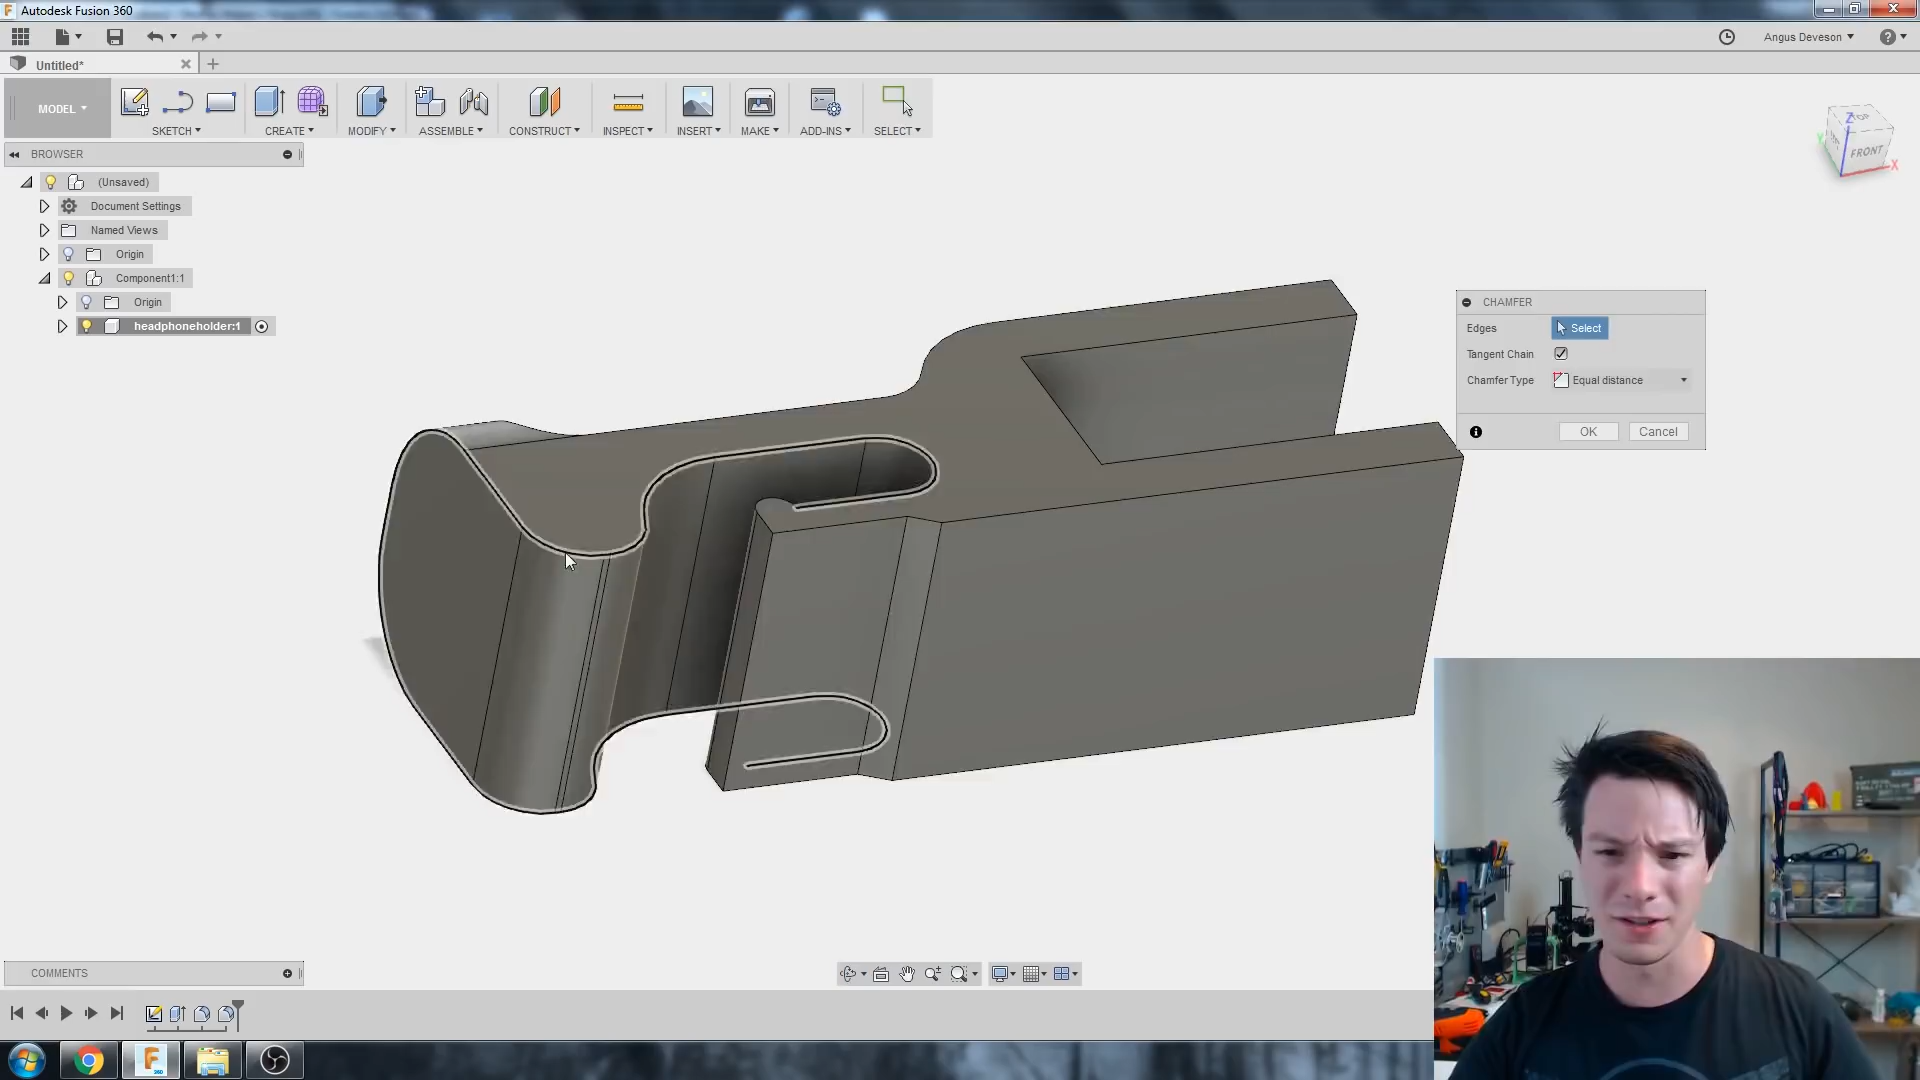 Autodesk Fusion 360
Angus Deveson
Untitled*
MODEL
SKETCH
CREATE
MODIFY
ASSEMBLE
CONSTRUCT
INSPECT
INSERT
MAKE
ADD-INS
SELECT
TOP
FRONT
Z
Y
X
BROWSER
(Unsaved)
Document Settings
Named Views
Origin
Component1:1
Origin
headphoneholder:1
CHAMFER
Edges Select
Tangent Chain
Chamfer Type Equal distance
OK Cancel
COMMENTS